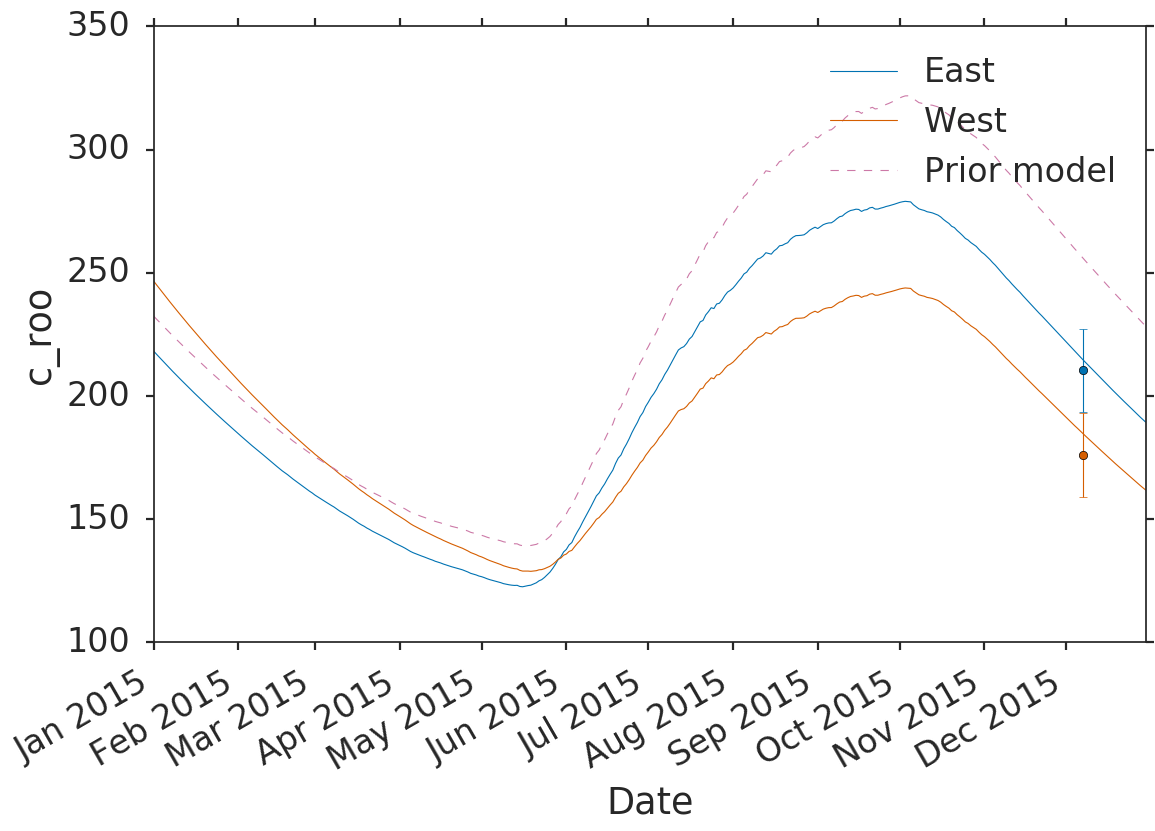 350
300
250
200
150
100
c_roo
East
West
Prior model
Jan 2015
Feb 2015
Mar 2015
Apr 2015
May 2015
Jun 2015
Jul 2015
Aug 2015
Sep 2015
Oct 2015
Nov 2015
Dec 2015
Date